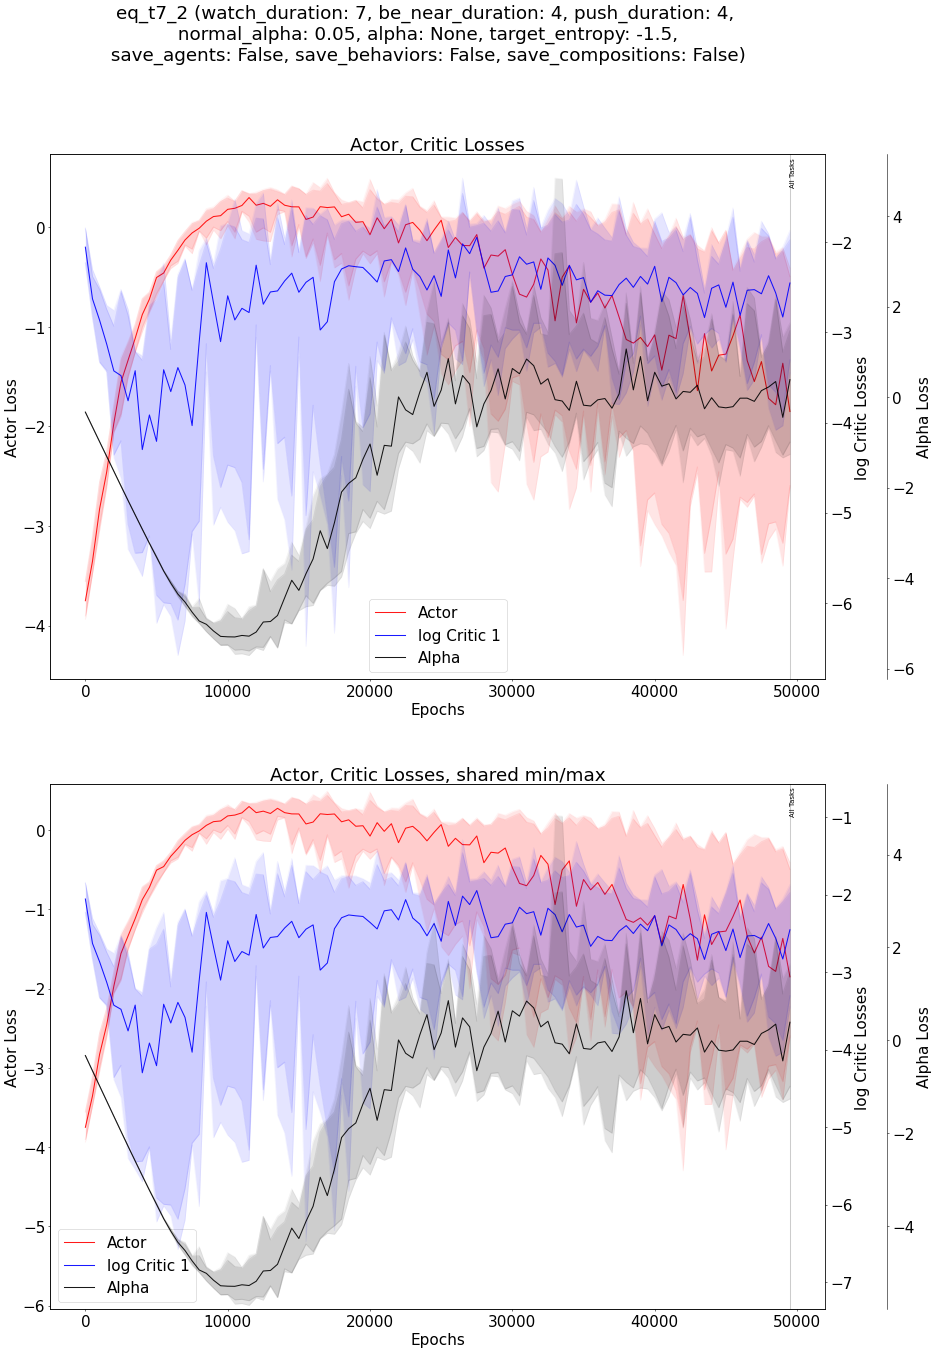 eq_t7_2 (watch_duration: 7, be_near_duration: 4, push_duration: 4,
normal_alpha: 0.05, alpha: None, target_entropy: -1.5,
save_agents: False, save_behaviors: False, save_compositions: False)
Actor, Critic Losses
All Tasks
0
−1
−2
−3
−4
Actor Loss
−2
−3
−4
−5
−6
log Critic Losses
4
2
0
−2
−4
−6
Alpha Loss
Actor
log Critic 1
Alpha
0 10000 20000 30000 40000 50000
Epochs
Actor, Critic Losses, shared min/max
All Tasks
0
−1
−2
−3
−4
−5
−6
Actor Loss
−1
−2
−3
−4
−5
−6
−7
log Critic Losses
4
2
0
−2
−4
Alpha Loss
Actor
log Critic 1
Alpha
0 10000 20000 30000 40000 50000
Epochs